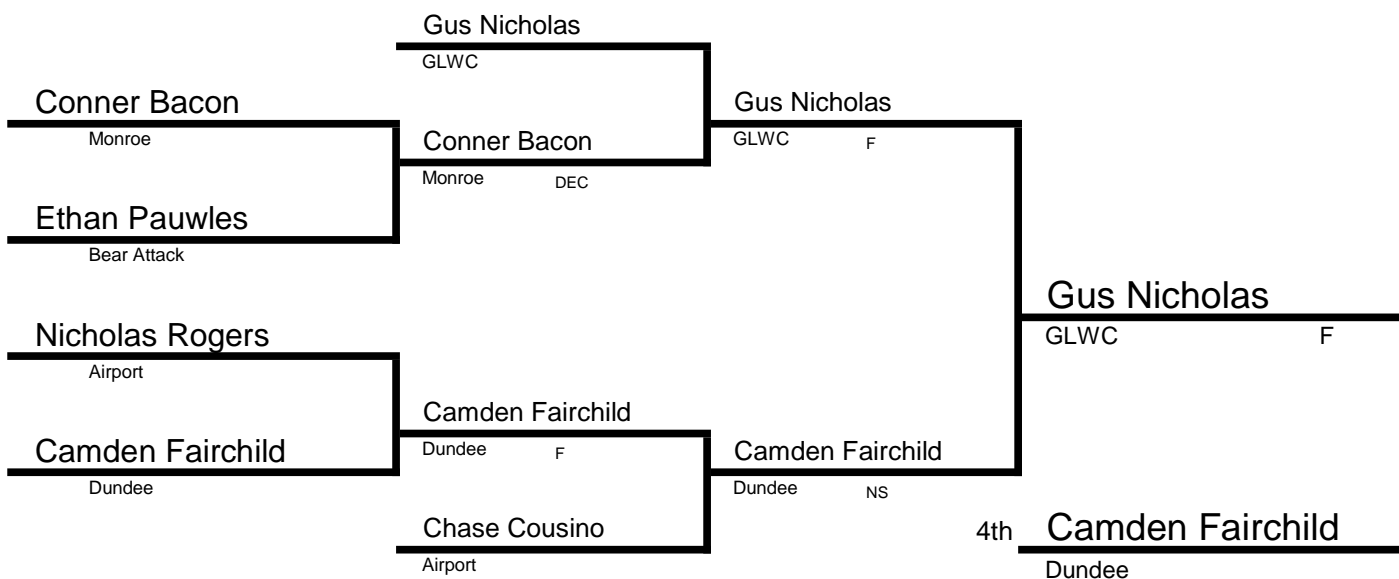 Gus Nicholas
GLWC
Conner Bacon
Gus Nicholas
Monroe
Conner Bacon
GLWC F
Monroe DEC
Ethan Pauwles
Bear Attack
Gus Nicholas
Nicholas Rogers
GLWC F
Airport
Camden Fairchild
Camden Fairchild
Dundee F
Camden Fairchild
Dundee
Dundee NS
Chase Cousino
4th Camden Fairchild
Airport
Dundee